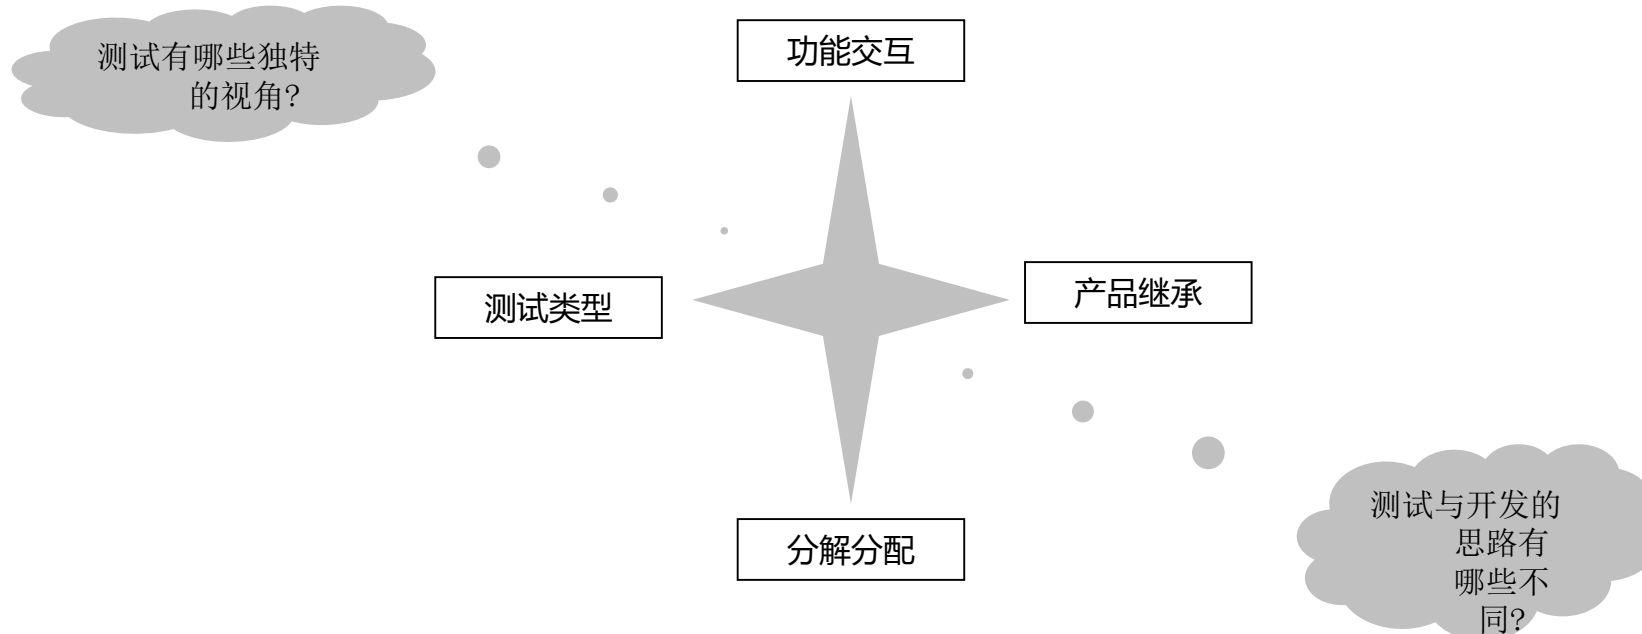 测试有哪些独特
的视角?
功能交互
测试类型
产品继承
分解分配
测试与开发的
思路有
哪些不
同?